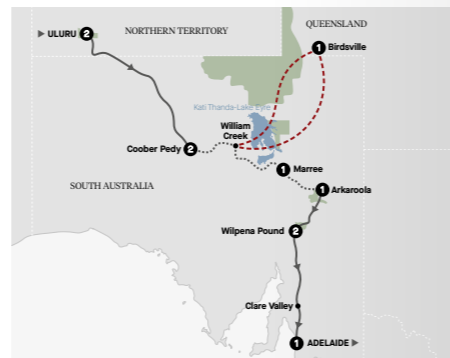 NORTHERN TERRITORY
QUEENSLAND
▶ ULURU 2
1 Birdsville
Kati Thanda-Lake Eyre
William
Creek
Coober Pedy 2
1 Marree
SOUTH AUSTRALIA
1 Arkaroola
Wilpena Pound 2
Clare Valley
1 ADELAIDE ▶